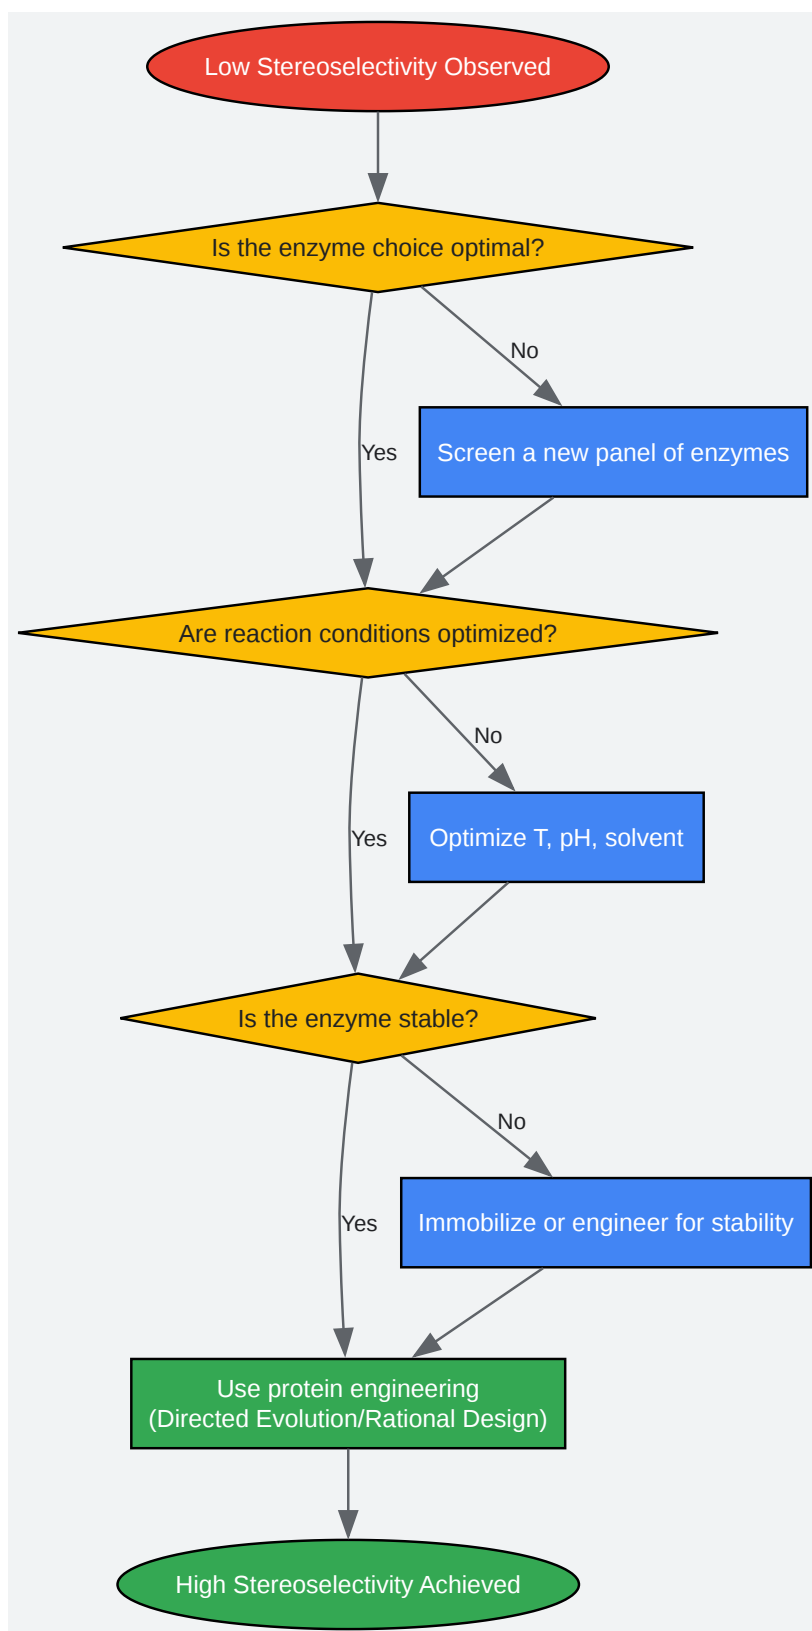 Low Stereoselectivity Observed
Is the enzyme choice optimal?
No
Yes
Screen a new panel of enzymes
Are reaction conditions optimized?
No
Yes
Optimize T, pH, solvent
Is the enzyme stable?
No
Yes
Immobilize or engineer for stability
Use protein engineering
(Directed Evolution/Rational Design)
High Stereoselectivity Achieved